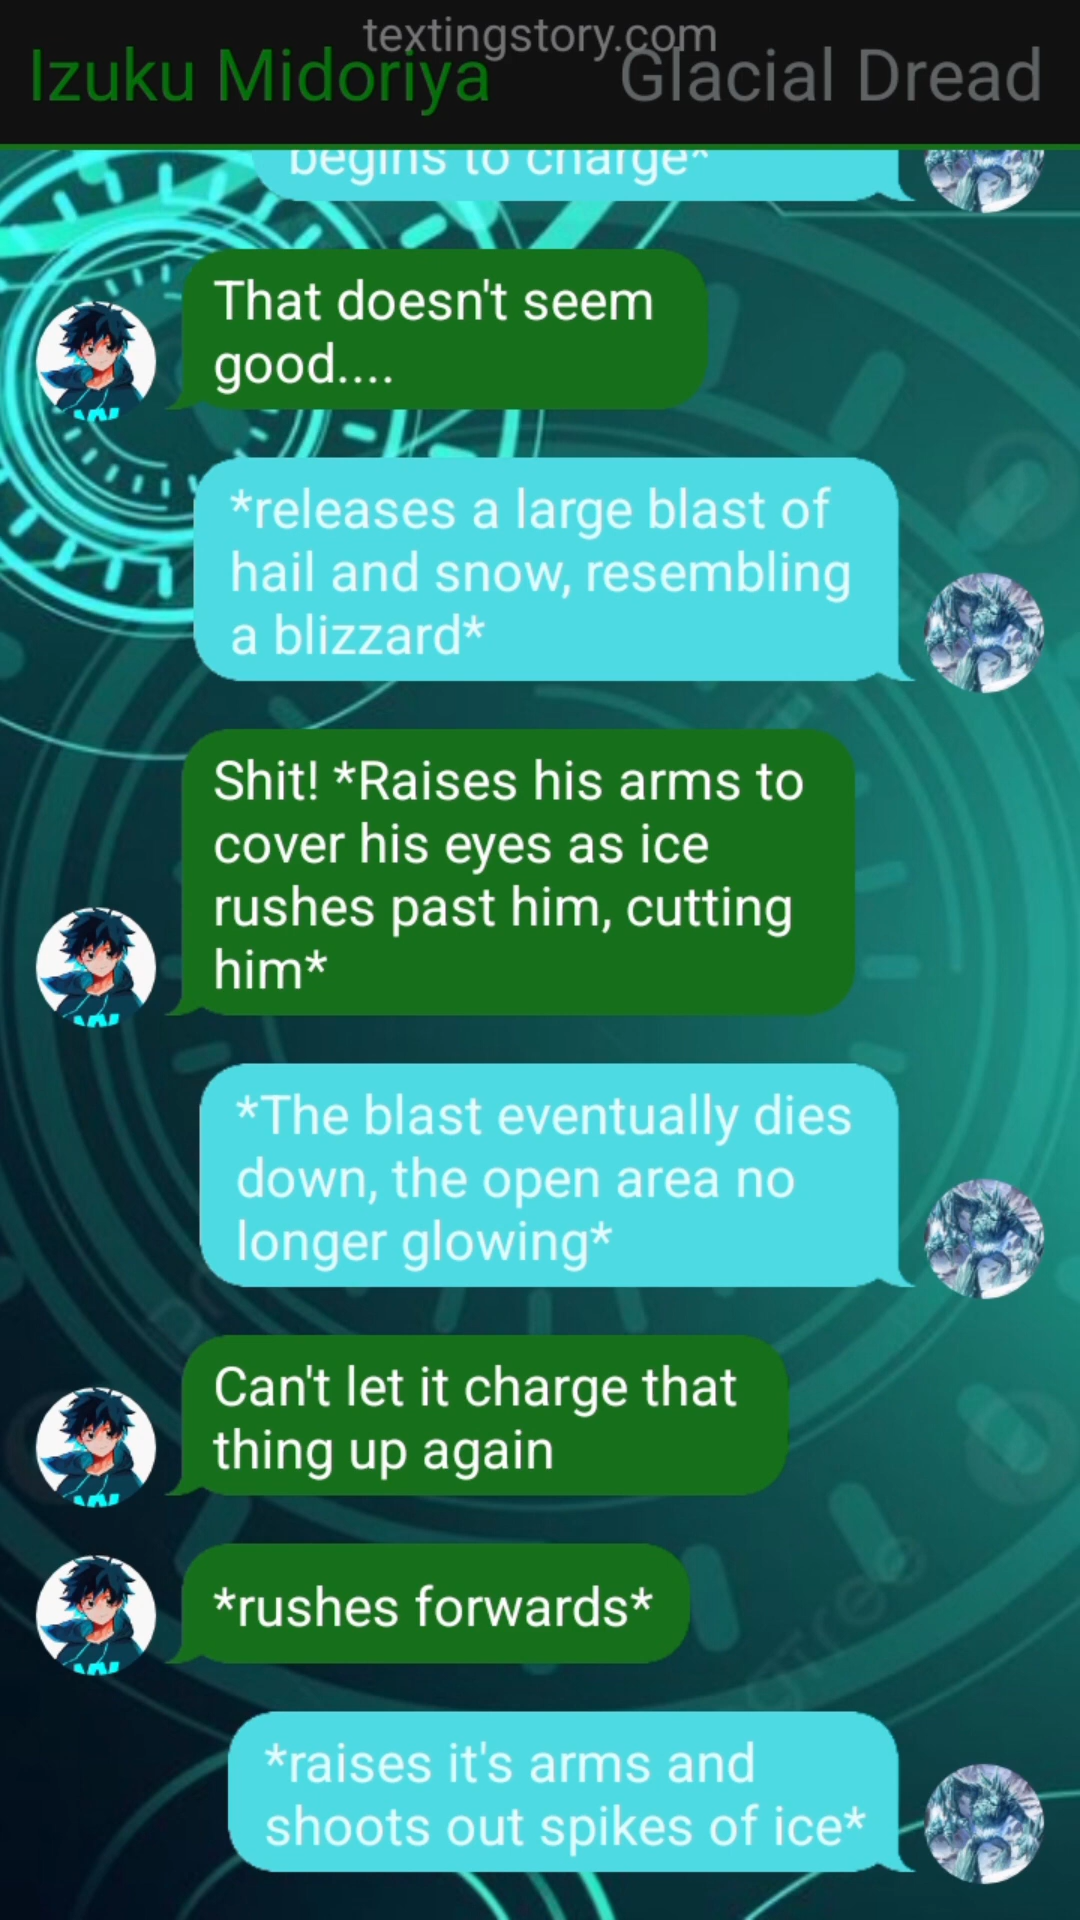 textingstory.com
Izuku Midoriya
Glacial Dread
begins to charge*
That doesn't seem
good....
*releases a large blast of
hail and snow, resembling
a blizzard*
Shit! *Raises his arms to
cover his eyes as ice
rushes past him, cutting
him*
*The blast eventually dies
down, the open area no
longer glowing*
Can't let it charge that
thing up again
*rushes forwards*
*raises it's arms and
shoots out spikes of ice*